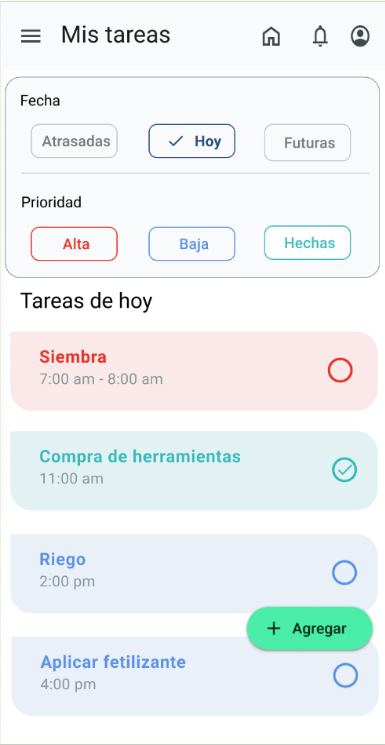 Mis tareas
Fecha
Atrasadas
Hoy
Futuras
Prioridad
Alta
Baja
Hechas
Tareas de hoy
Siembra
7:00 am - 8:00 am
Compra de herramientas
11:00 am
Riego
2:00 pm
+ Agregar
Aplicar fetilizante
4:00 pm